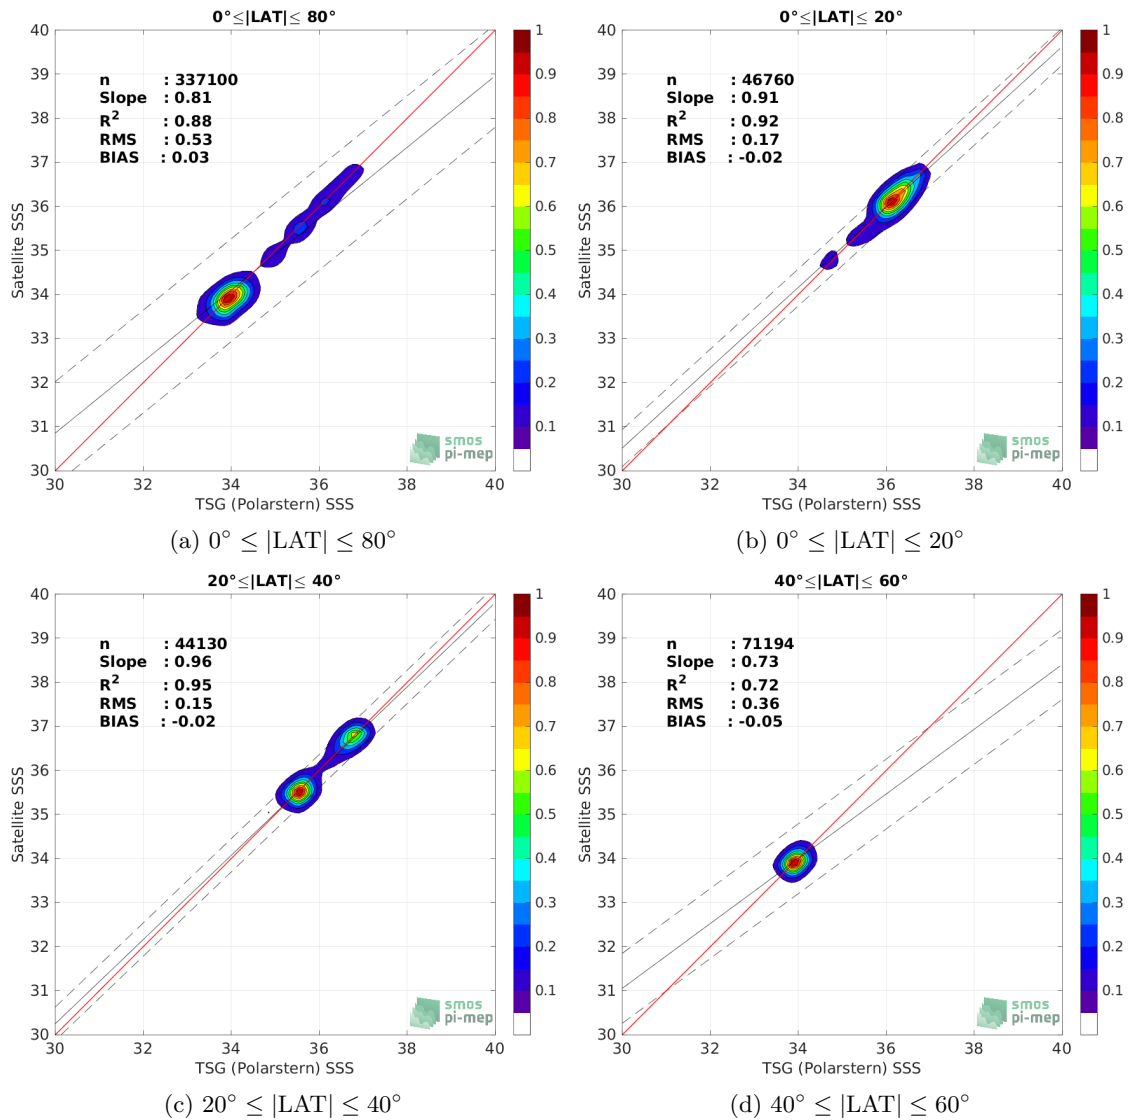 0°≤|LAT|≤ 80°
40
39
38
37
36
35
34
33
32
31
30
Satellite SSS
n : 337100
Slope : 0.81
R² : 0.88
RMS : 0.53
BIAS : 0.03
smos
pi-mep
30 32 34 36 38 40
TSG (Polarstern) SSS
1
0.9
0.8
0.7
0.6
0.5
0.4
0.3
0.2
0.1
(a) 0° ≤ |LAT| ≤ 80°
0°≤|LAT|≤ 20°
40
39
38
37
36
35
34
33
32
31
30
Satellite SSS
n : 46760
Slope : 0.91
R² : 0.92
RMS : 0.17
BIAS : -0.02
smos
pi-mep
30 32 34 36 38 40
TSG (Polarstern) SSS
1
0.9
0.8
0.7
0.6
0.5
0.4
0.3
0.2
0.1
(b) 0° ≤ |LAT| ≤ 20°
20°≤|LAT|≤ 40°
40
39
38
37
36
35
34
33
32
31
30
Satellite SSS
n : 44130
Slope : 0.96
R² : 0.95
RMS : 0.15
BIAS : -0.02
smos
pi-mep
30 32 34 36 38 40
TSG (Polarstern) SSS
1
0.9
0.8
0.7
0.6
0.5
0.4
0.3
0.2
0.1
(c) 20° ≤ |LAT| ≤ 40°
40°≤|LAT|≤ 60°
40
39
38
37
36
35
34
33
32
31
30
Satellite SSS
n : 71194
Slope : 0.73
R² : 0.72
RMS : 0.36
BIAS : -0.05
smos
pi-mep
30 32 34 36 38 40
TSG (Polarstern) SSS
1
0.9
0.8
0.7
0.6
0.5
0.4
0.3
0.2
0.1
(d) 40° ≤ |LAT| ≤ 60°